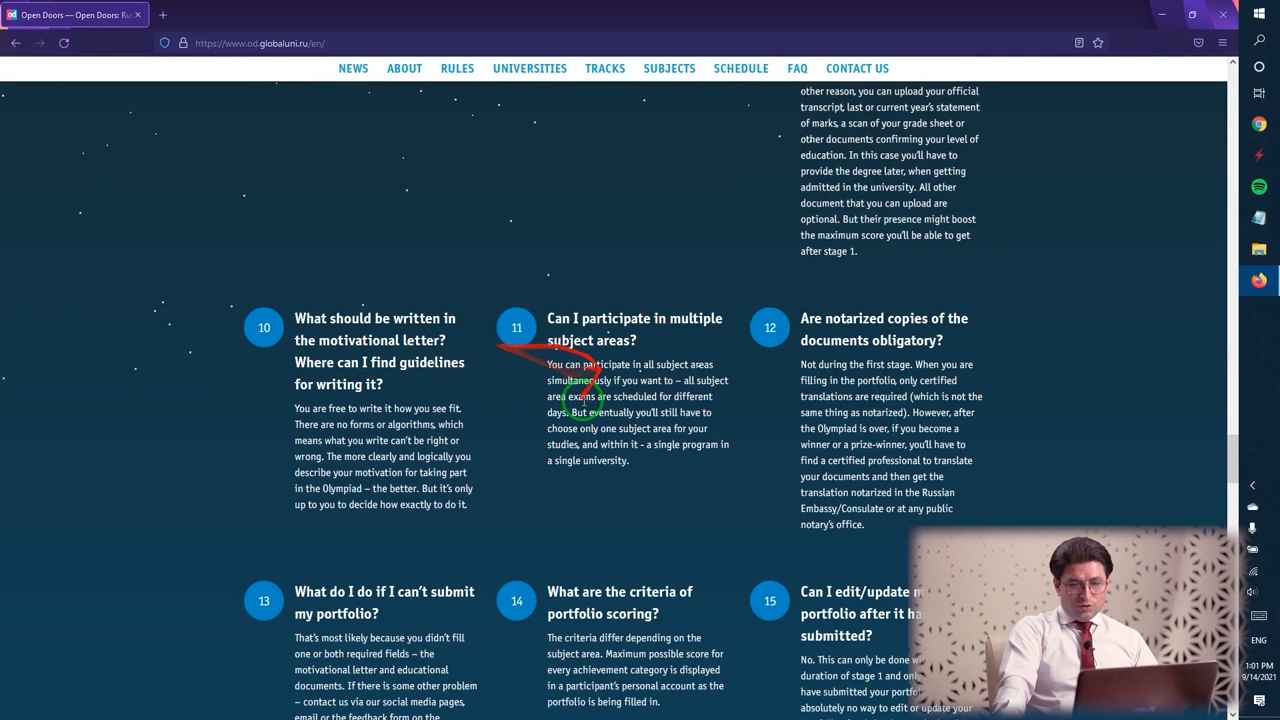 Open Doors — Open Doors: Ru
https://www.od.globaluni.ru/en/
NEWS ABOUT RULES UNIVERSITIES TRACKS SUBJECTS SCHEDULE FAQ CONTACT US
other reason, you can upload your official
transcript, last or current year's statement
of marks, a scan of your grade sheet or
other documents confirming your level of
education. In this case you'll have to
provide the degree later, when getting
admitted in the university. All other
document that you can upload are
optional. But their presence might boost
the maximum score you'll be able to get
after stage 1.
10
What should be written in
the motivational letter?
Where can I find guidelines
for writing it?
You are free to write it how you see fit.
There are no forms or algorithms, which
means what you write can't be right or
wrong. The more clearly and logically you
describe your motivation for taking part
in the Olympiad – the better. But it's only
up to you to decide how exactly to do it.
11
Can I participate in multiple
subject areas?
You can participate in all subject areas
simultaneously if you want to – all subject
area exams are scheduled for different
days. But eventually you'll still have to
choose only one subject area for your
studies, and within it - a single program in
a single university.
12
Are notarized copies of the
documents obligatory?
Not during the first stage. When you are
filling in the portfolio, only certified
translations are required (which is not the
same thing as notarized). However, after
the Olympiad is over, if you become a
winner or a prize-winner, you'll have to
find a certified professional to translate
your documents and then get the
translation notarized in the Russian
Embassy/Consulate or at any public
notary's office.
13
What do I do if I can't submit
my portfolio?
That's most likely because you didn't fill
one or both required fields – the
motivational letter and educational
documents. If there is some other problem
– contact us via our social media pages,
email or the feedback form on the
14
What are the criteria of
portfolio scoring?
The criteria differ depending on the
subject area. Maximum possible score for
every achievement category is displayed
in a participant's personal account as the
portfolio is being filled in.
15
Can I edit/update m
portfolio after it ha
submitted?
No. This can only be done w
duration of stage 1 and only
have submitted your portfo
absolutely no way to edit or update your
ENG
1:01 PM
9/14/2021